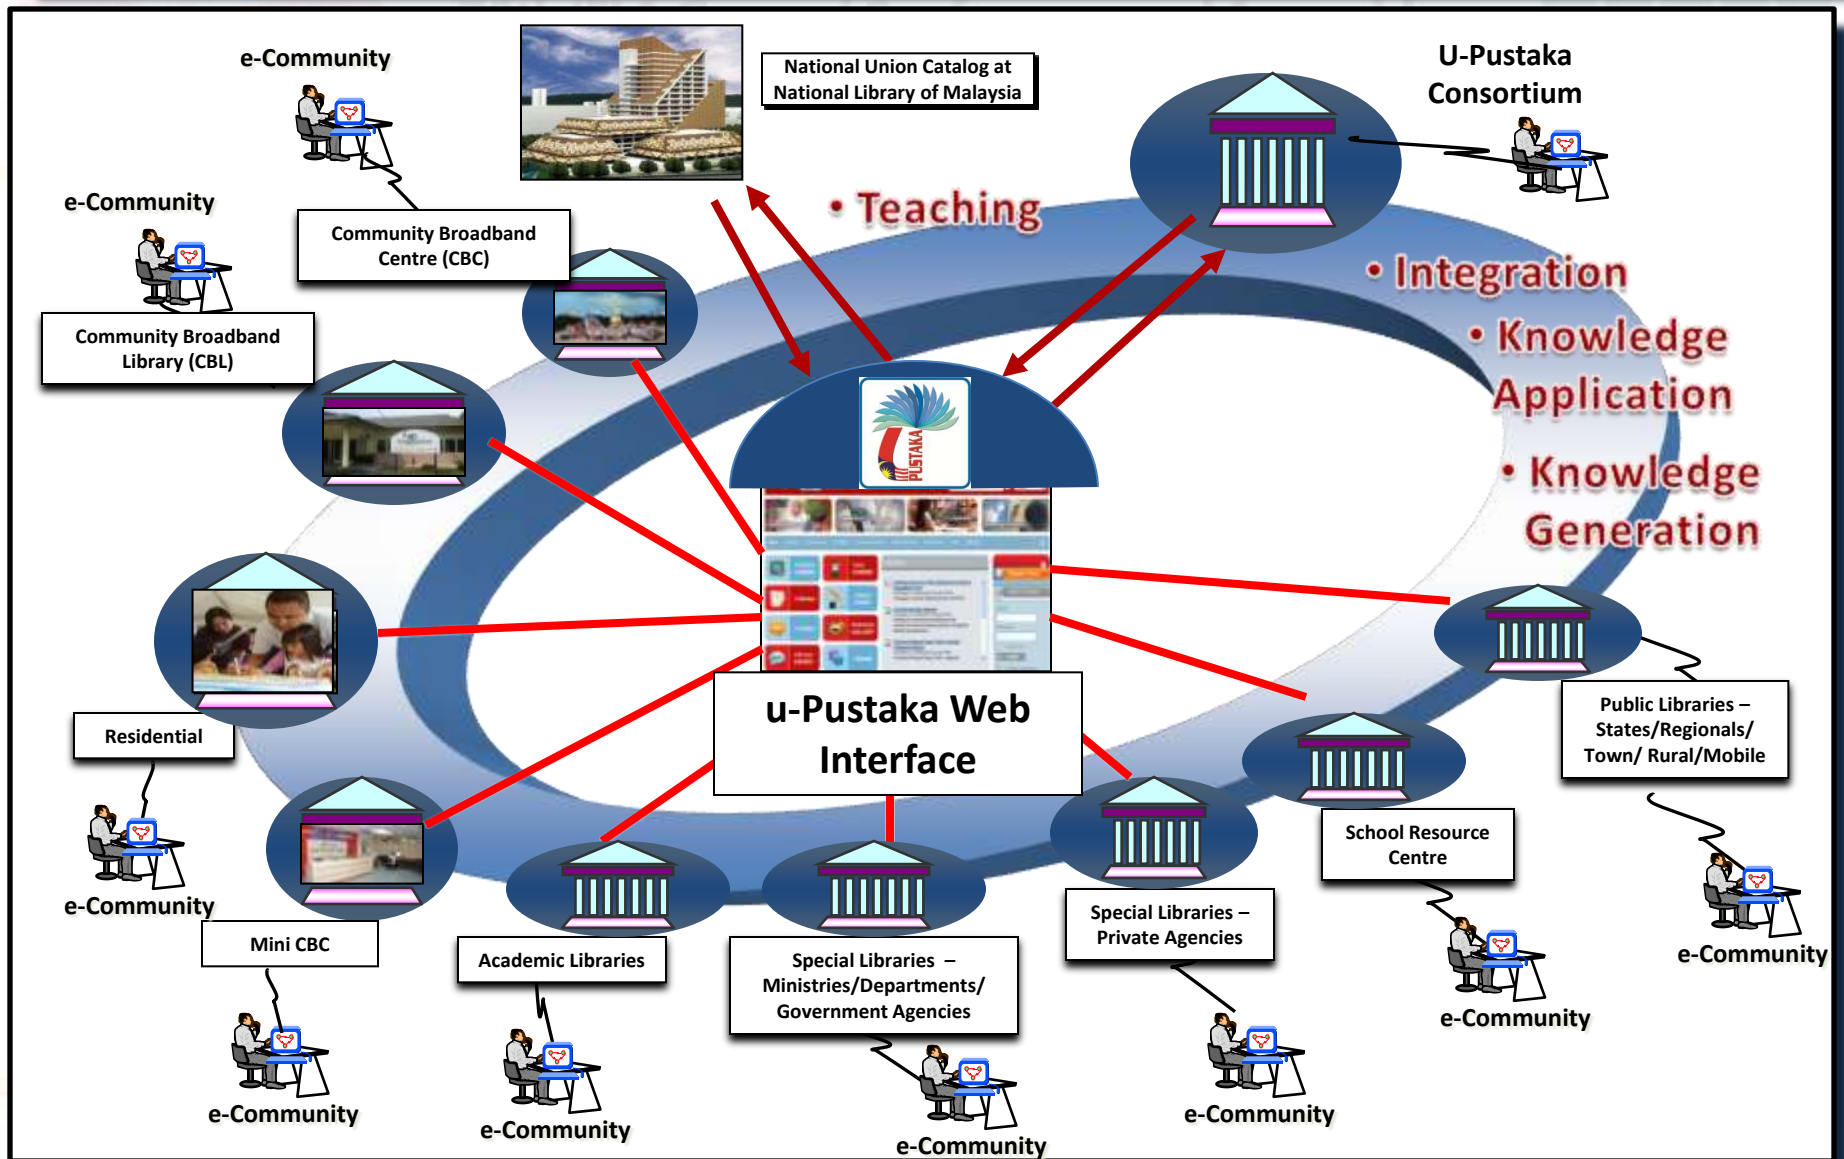 e-Community
National Union Catalog at
National Library of Malaysia
U-Pustaka
Consortium
e-Community
Community Broadband
Centre (CBC)
• Teaching
• Integration
Community Broadband
Library (CBL)
• Knowledge
Application
PUSTAKA
• Knowledge
Generation
u-Pustaka Web
Interface
Residential
Public Libraries –
States/Regionals/
Town/ Rural/Mobile
School Resource
Centre
e-Community
Mini CBC
Academic Libraries
Special Libraries –
Ministries/Departments/
Government Agencies
Special Libraries –
Private Agencies
e-Community
e-Community
e-Community
e-Community
e-Community
e-Community